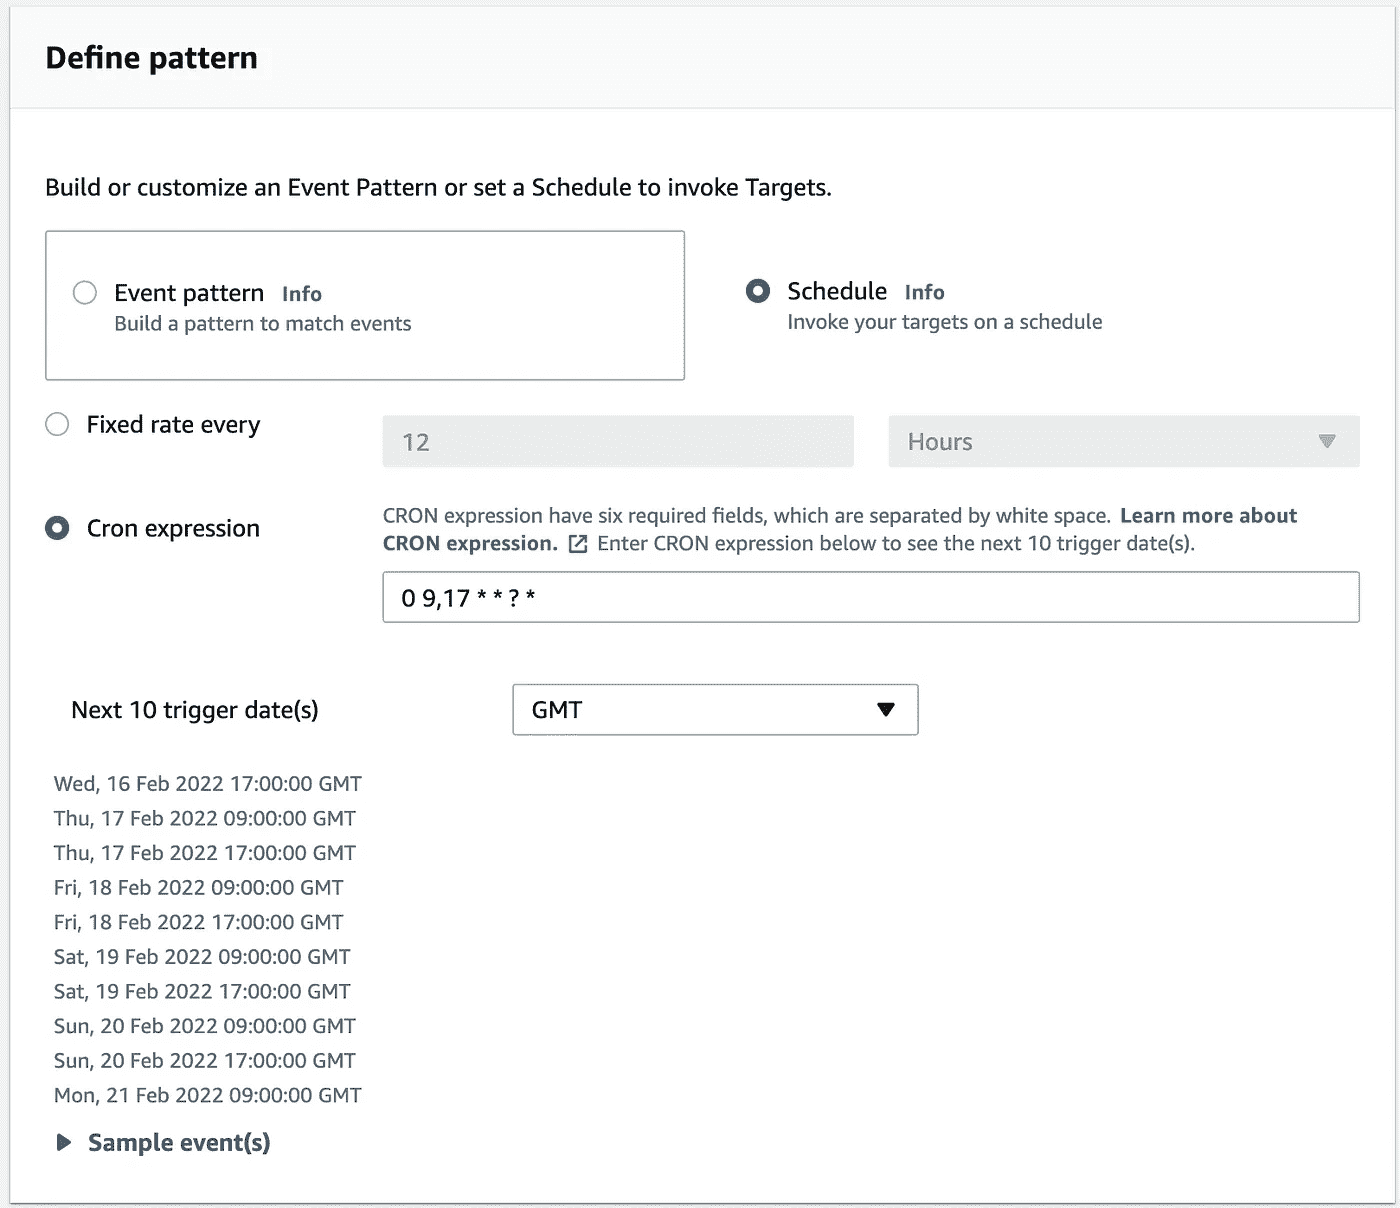 Define pattern
Build or customize an Event Pattern or set a Schedule to invoke Targets.
Event pattern Info
Build a pattern to match events
Schedule Info
Invoke your targets on a schedule
Fixed rate every
12
Hours
Cron expression
CRON expression have six required fields, which are separated by white space. Learn more about
CRON expression. Enter CRON expression below to see the next 10 trigger date(s).
0 9,17 * * ? *
Next 10 trigger date(s)
GMT
Wed, 16 Feb 2022 17:00:00 GMT
Thu, 17 Feb 2022 09:00:00 GMT
Thu, 17 Feb 2022 17:00:00 GMT
Fri, 18 Feb 2022 09:00:00 GMT
Fri, 18 Feb 2022 17:00:00 GMT
Sat, 19 Feb 2022 09:00:00 GMT
Sat, 19 Feb 2022 17:00:00 GMT
Sun, 20 Feb 2022 09:00:00 GMT
Sun, 20 Feb 2022 17:00:00 GMT
Mon, 21 Feb 2022 09:00:00 GMT
Sample event(s)